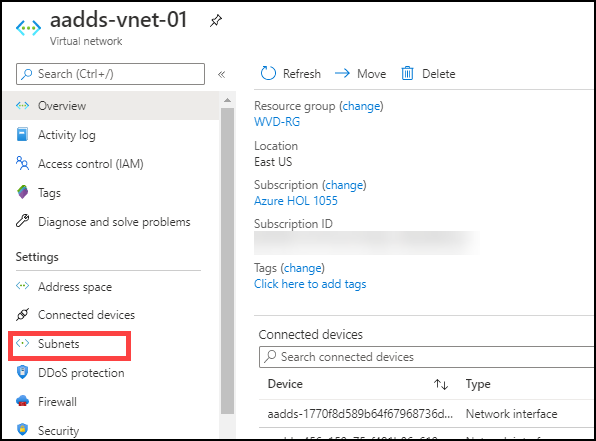 aadds-vnet-01
Virtual network
Search (Ctrl+/)
«
Overview
Activity log
Access control (IAM)
Tags
Diagnose and solve problems
Settings
Address space
Connected devices
Subnets
DDoS protection
Firewall
Security
Refresh
Move
Delete
Resource group (change)
WVD-RG
Location
East US
Subscription (change)
Azure HOL 1055
Subscription ID
Tags (change)
Click here to add tags
Connected devices
Search connected devices
Device ↑↓ Type
aadds-1770f8d589b64f67968736d... Network interface